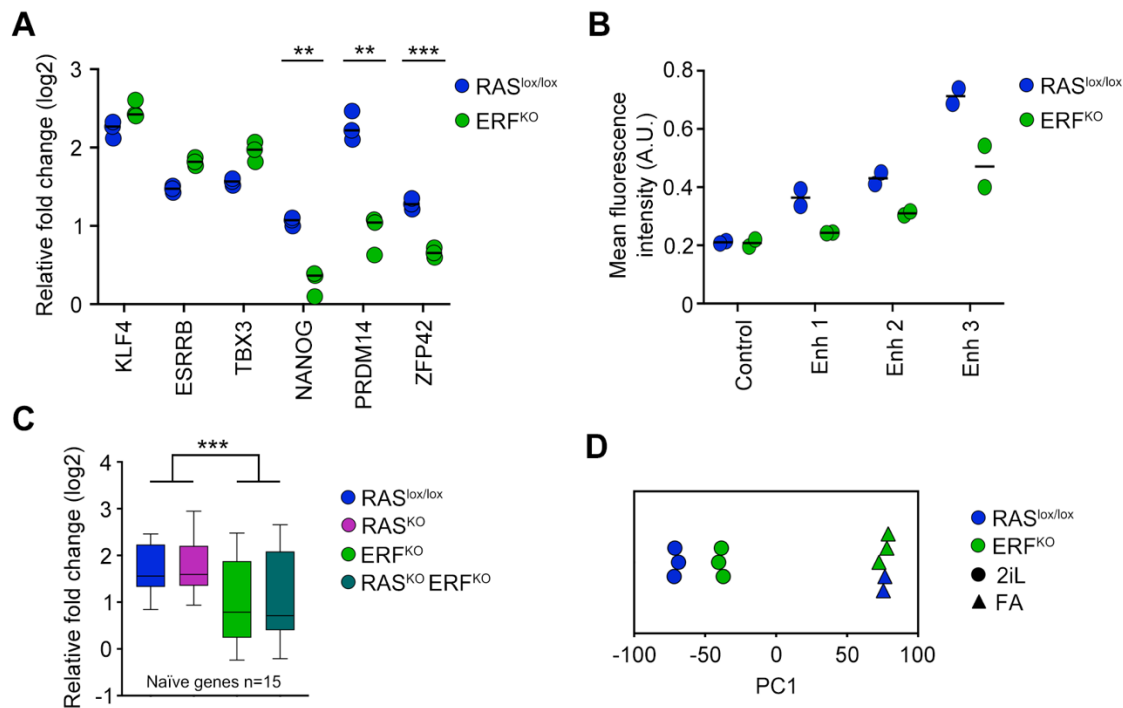 A
Relative fold change (log2)
3
2
1
0
** ** ***
KLF4
ESRRB
TBX3
NANOG
PRDM14
ZFP42
RASlox/lox
ERFKO
B
Mean fluorescence
intensity (A.U.)
0.8
0.6
0.4
0.2
0
Control
Enh 1
Enh 2
Enh 3
RASlox/lox
ERFKO
C
Relative fold change (log2)
4
3
2
1
0
-1
***
Naïve genes n=15
RASlox/lox
RASKO
ERFKO
RASKO ERFKO
D
-100 -50 0 50 100
PC1
RASlox/lox
ERFKO
2iL
FA